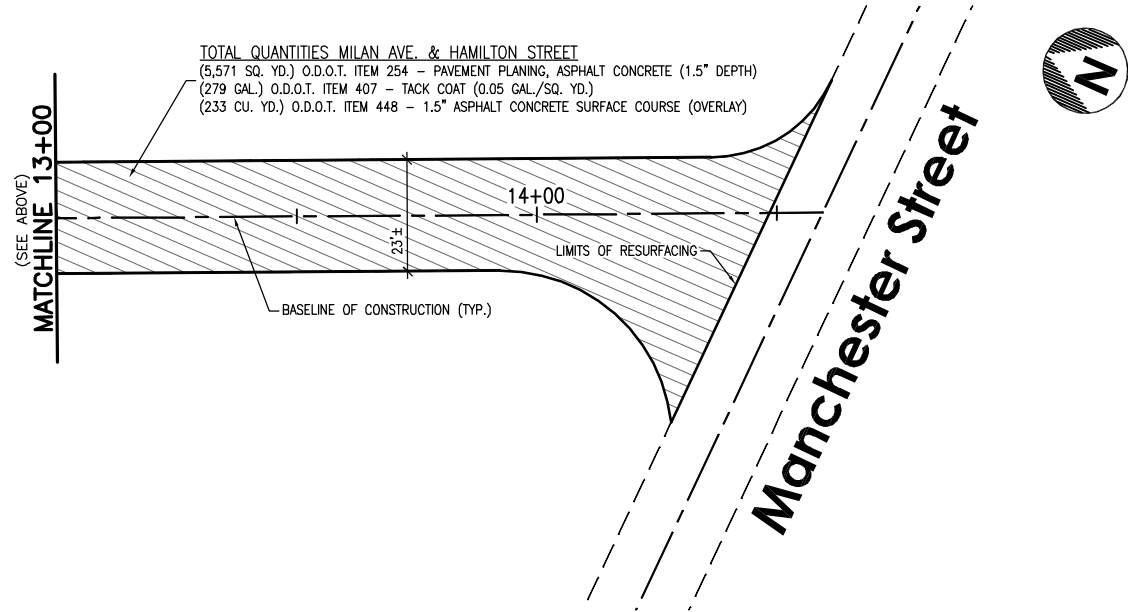 TOTAL QUANTITIES MILAN AVE. & HAMILTON STREET
(5,571 SQ. YD.) O.D.O.T. ITEM 254 – PAVEMENT PLANING, ASPHALT CONCRETE (1.5" DEPTH)
(279 GAL.) O.D.O.T. ITEM 407 – TACK COAT (0.05 GAL./SQ. YD.)
(233 CU. YD.) O.D.O.T. ITEM 448 – 1.5" ASPHALT CONCRETE SURFACE COURSE (OVERLAY)
N
(SEE ABOVE)
MATCHLINE 13+00
14+00
23'±
LIMITS OF RESURFACING
BASELINE OF CONSTRUCTION (TYP.)
Manchester Street